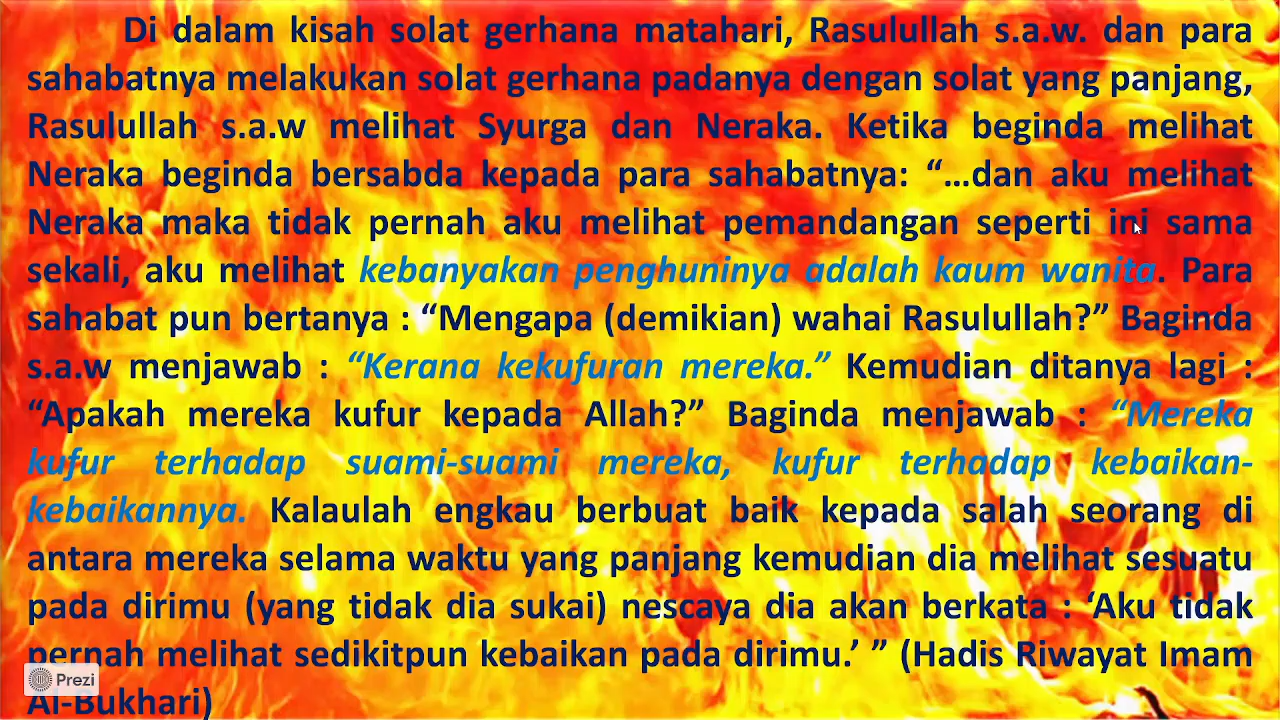 Di dalam kisah solat gerhana matahari, Rasulullah s.a.w. dan para
sahabatnya melakukan solat gerhana padanya dengan solat yang panjang,
Rasulullah s.a.w melihat Syurga dan Neraka. Ketika beginda melihat
Neraka beginda bersabda kepada para sahabatnya: “…dan aku melihat
Neraka maka tidak pernah aku melihat pemandangan seperti ini sama
sekali, aku melihat kebanyakan penghuninya adalah kaum wanita. Para
sahabat pun bertanya : “Mengapa (demikian) wahai Rasulullah?” Baginda
s.a.w menjawab : “Kerana kekufuran mereka.” Kemudian ditanya lagi :
“Apakah mereka kufur kepada Allah?” Baginda menjawab : “Mereka
kufur terhadap suami-suami mereka, kufur terhadap kebaikan-
kebaikannya. Kalaulah engkau berbuat baik kepada salah seorang di
antara mereka selama waktu yang panjang kemudian dia melihat sesuatu
pada dirimu (yang tidak dia sukai) nescaya dia akan berkata : ‘Aku tidak
pernah melihat sedikitpun kebaikan pada dirimu.’ ” (Hadis Riwayat Imam
Al-Bukhari)
Prezi